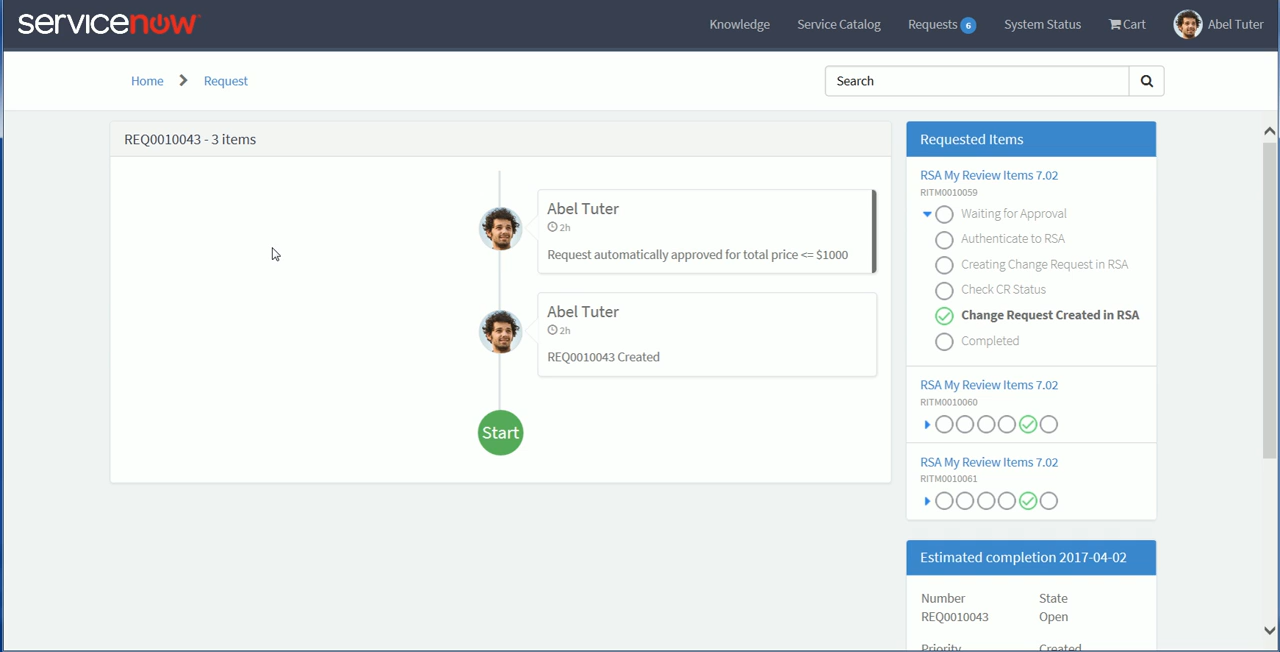 servicenow
Knowledge
Service Catalog
Requests 6
System Status
Cart
Abel Tuter
Home
Request
Search
REQ0010043 - 3 items
Abel Tuter
2h
Request automatically approved for total price <= $1000
Abel Tuter
2h
REQ0010043 Created
Start
Requested Items
RSA My Review Items 7.02
RITM0010059
Waiting for Approval
Authenticate to RSA
Creating Change Request in RSA
Check CR Status
Change Request Created in RSA
Completed
RSA My Review Items 7.02
RITM0010060
RSA My Review Items 7.02
RITM0010061
Estimated completion 2017-04-02
Number
State
REQ0010043
Open
Priority
Created